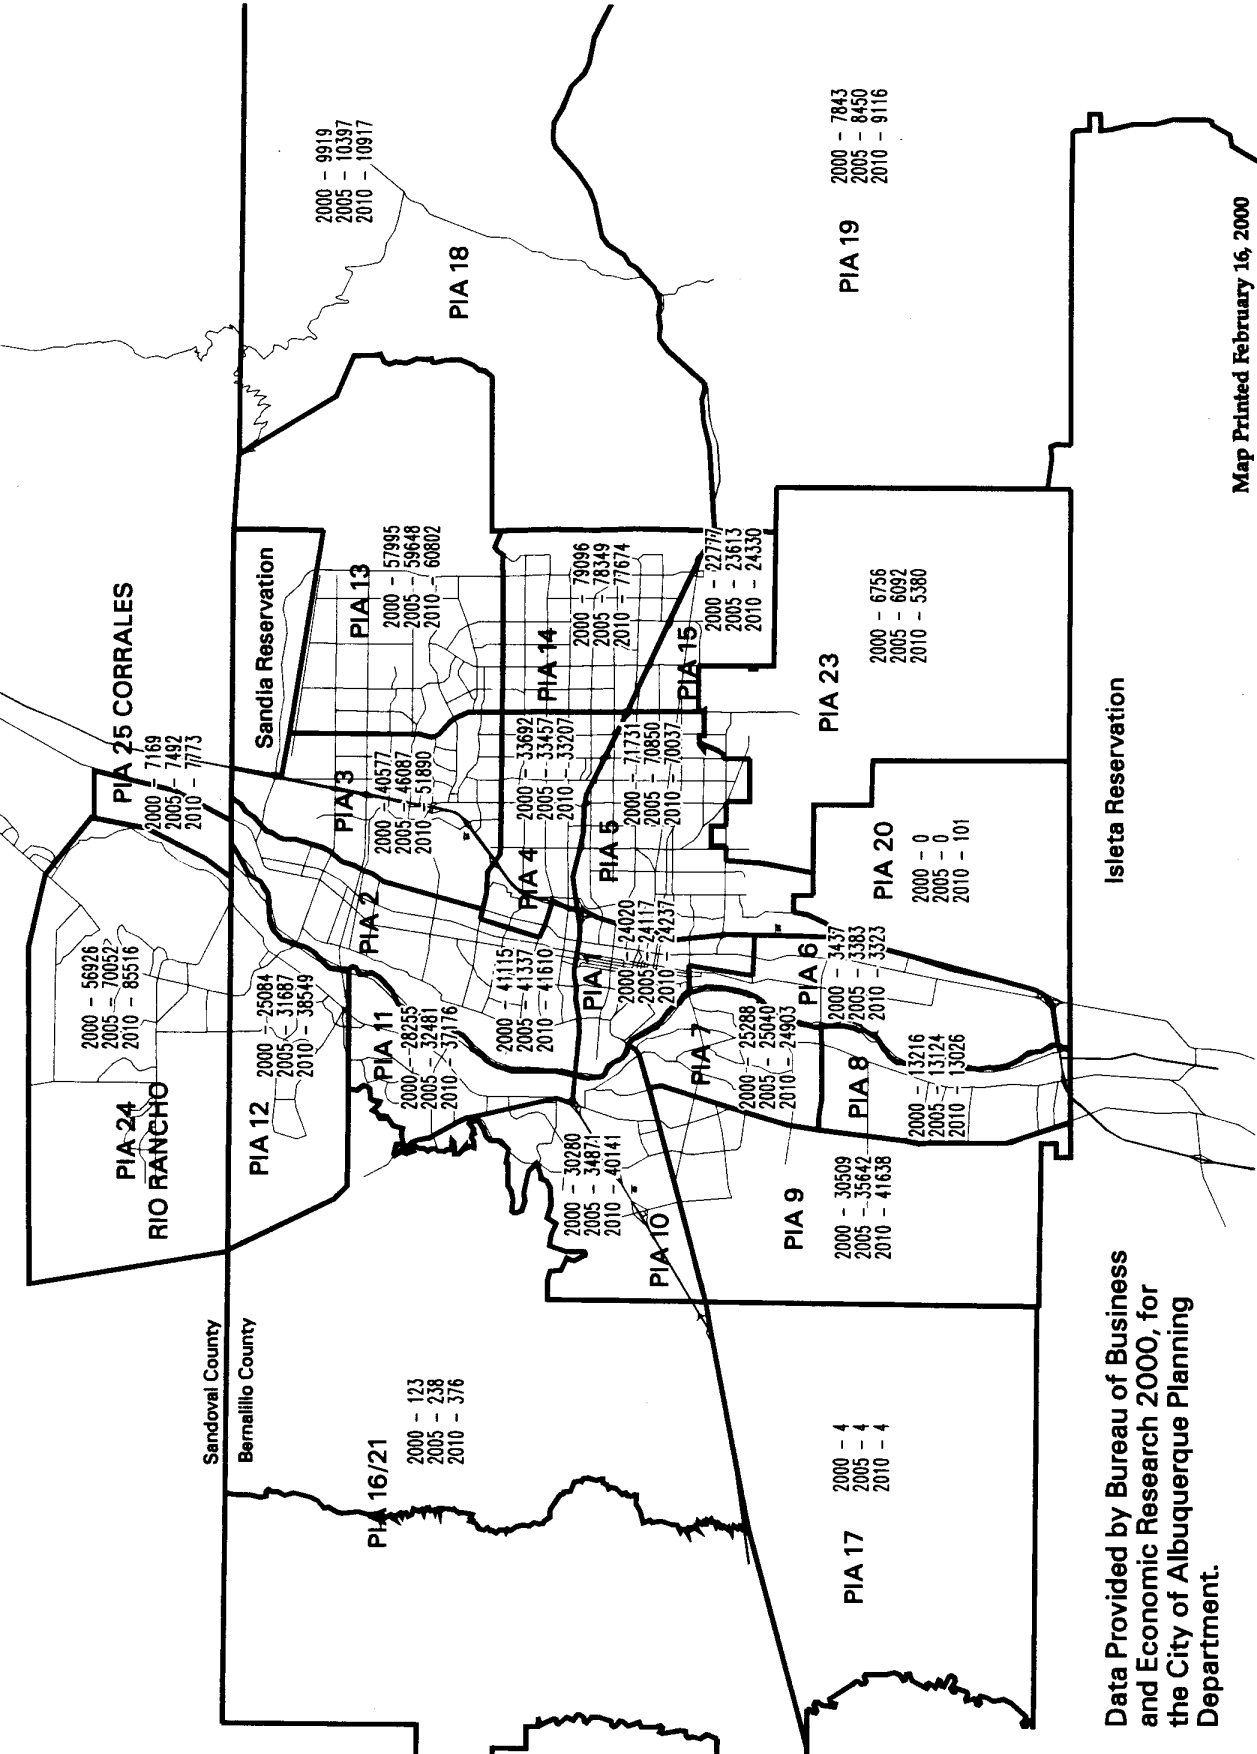 PIA 24
RIO RANCHO
2000 - 56926
2005 - 70052
2010 - 85516
PIA 25 CORRALES
2000 - 7169
2005 - 7492
2010 - 7773
Sandoval County
Bernalillo County
PIA 12
2000 - 25084
2005 - 31687
2010 - 38549
Sandia Reservation
PIA 16/21
2000 - 123
2005 - 238
2010 - 376
PIA 11
2000 - 28255
2005 - 32481
2010 - 37176
PIA 2
2000 - 41115
2005 - 41337
2010 - 41610
PIA 3
2000 - 40577
2005 - 46087
2010 - 51890
PIA 13
2000 - 57995
2005 - 59648
2010 - 60802
PIA 18
2000 - 9919
2005 - 10397
2010 - 10917
PIA 4
2000 - 33692
2005 - 33457
2010 - 33207
PIA 14
2000 - 79096
2005 - 78349
2010 - 77674
PIA 10
2000 - 30280
2005 - 34871
2010 - 40141
PIA 1
2000 - 24020
2005 - 24117
2010 - 24237
PIA 5
2000 - 71731
2005 - 70850
2010 - 70037
PIA 15
2000 - 22777
2005 - 23613
2010 - 24330
PIA 7
2000 - 25288
2005 - 25040
2010 - 24903
PIA 9
2000 - 30509
2005 - 35642
2010 - 41638
PIA 6
2000 - 3437
2005 - 3383
2010 - 3323
PIA 8
2000 - 13216
2005 - 13124
2010 - 13026
PIA 17
2000 - 4
2005 - 4
2010 - 4
PIA 20
2000 - 0
2005 - 0
2010 - 101
PIA 23
2000 - 6756
2005 - 6092
2010 - 5380
PIA 19
2000 - 7843
2005 - 8450
2010 - 9116
Isleta Reservation
Data Provided by Bureau of Business
and Economic Research 2000, for
the City of Albuquerque Planning
Department.
Map Printed February 16, 2000